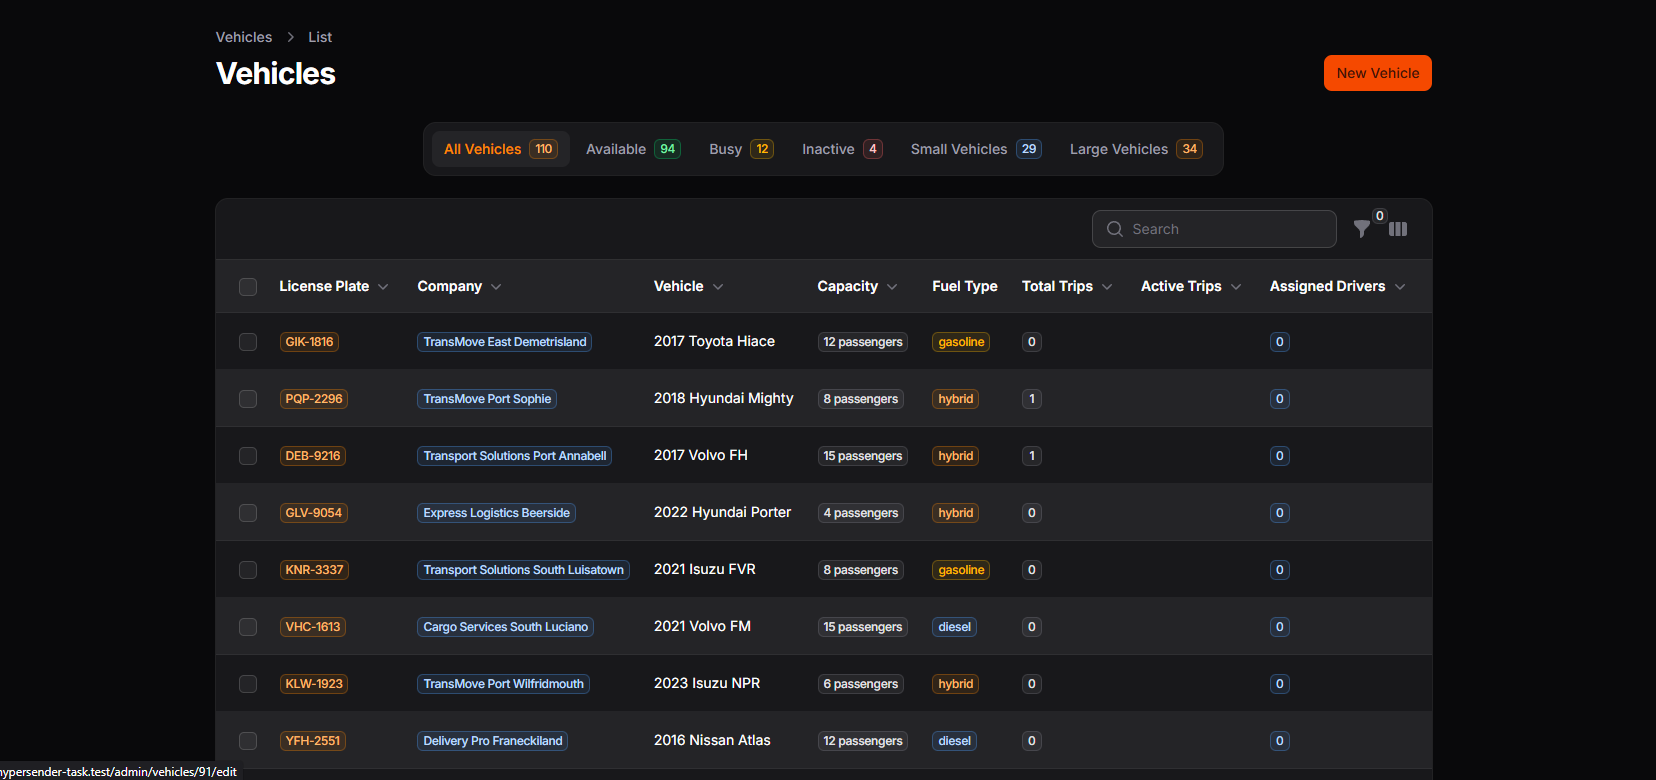 Vehicles > List
Vehicles
New Vehicle
All Vehicles 110 Available 94 Busy 12 Inactive 4 Small Vehicles 29 Large Vehicles 34
Search 0
License Plate Company Vehicle Capacity Fuel Type Total Trips Active Trips Assigned Drivers
GIK-1816 TransMove East Demetrisland 2017 Toyota Hiace 12 passengers gasoline 0 0
PQP-2296 TransMove Port Sophie 2018 Hyundai Mighty 8 passengers hybrid 1 0
DEB-9216 Transport Solutions Port Annabell 2017 Volvo FH 15 passengers hybrid 1 0
GLV-9054 Express Logistics Beerside 2022 Hyundai Porter 4 passengers hybrid 0 0
KNR-3337 Transport Solutions South Luisatown 2021 Isuzu FVR 8 passengers gasoline 0 0
VHC-1613 Cargo Services South Luciano 2021 Volvo FM 15 passengers diesel 0 0
KLW-1923 TransMove Port Wilfridmouth 2023 Isuzu NPR 6 passengers hybrid 0 0
YFH-2551 Delivery Pro Franeckiland 2016 Nissan Atlas 12 passengers diesel 0 0
ypersender-task.test/admin/vehicles/91/edit